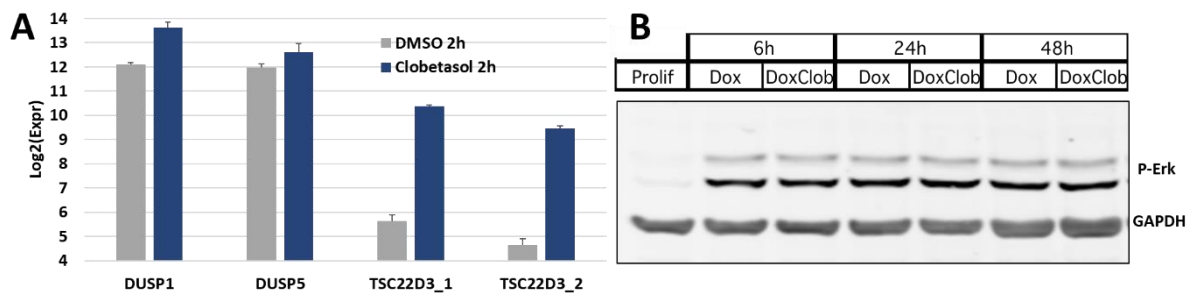 A
Log2(Expr)
14
13
12
11
10
9
8
7
6
5
4
DMSO 2h
Clobetasol 2h
DUSP1 DUSP5 TSC22D3_1 TSC22D3_2
B
6h 24h 48h
Prolif Dox DoxClob Dox DoxClob Dox DoxClob
P-Erk
GAPDH